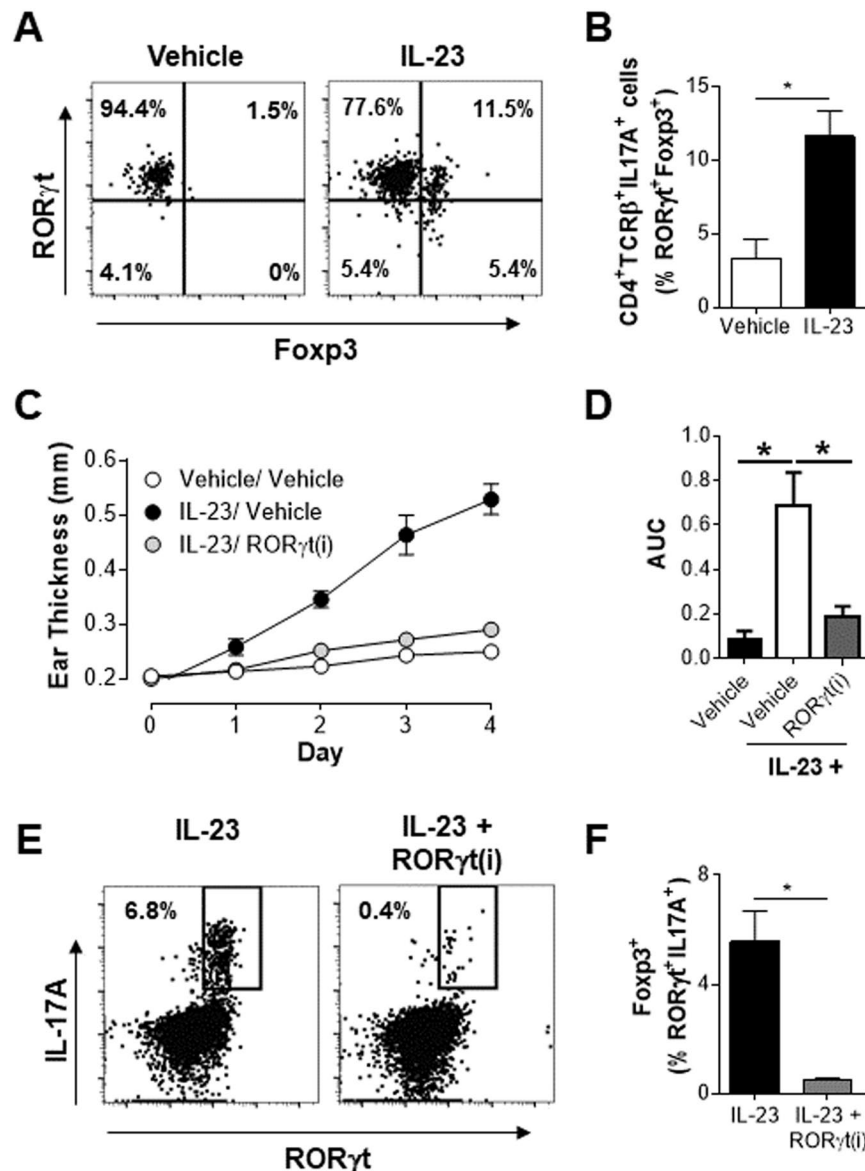 A
Vehicle
IL-23
94.4%
1.5%
77.6%
11.5%
4.1%
0%
5.4%
5.4%
RORγt
Foxp3
B
CD4+TCRβ+IL17A+ cells
(% RORγt+Foxp3+)
15
10
5
0
*
Vehicle
IL-23
C
Ear Thickness (mm)
0.6
0.5
0.4
0.3
0.2
Vehicle/ Vehicle
IL-23/ Vehicle
IL-23/ RORγt(i)
0
1
2
3
4
Day
D
AUC
1.0
0.8
0.6
0.4
0.2
0.0
*
*
Vehicle
Vehicle
RORγt(i)
IL-23 +
E
IL-23
IL-23 +
RORγt(i)
6.8%
0.4%
IL-17A
RORγt
F
Foxp3+
(% RORγt+IL17A+)
8
4
0
*
IL-23
IL-23 +
RORγt(i)